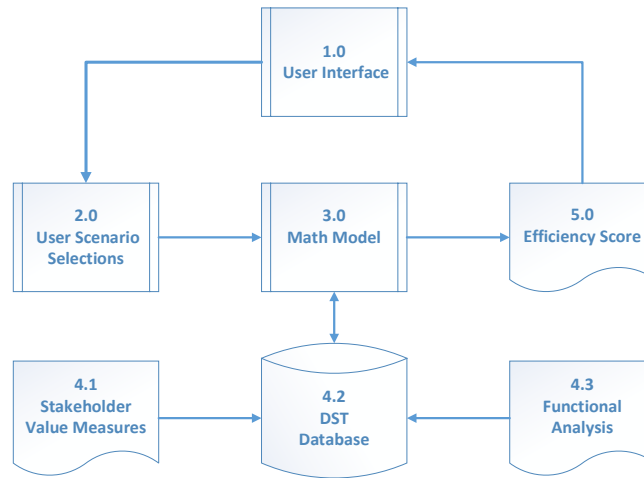 1.0
User Interface
2.0
User Scenario
Selections
3.0
Math Model
5.0
Efficiency Score
4.1
Stakeholder
Value Measures
4.2
DST
Database
4.3
Functional
Analysis